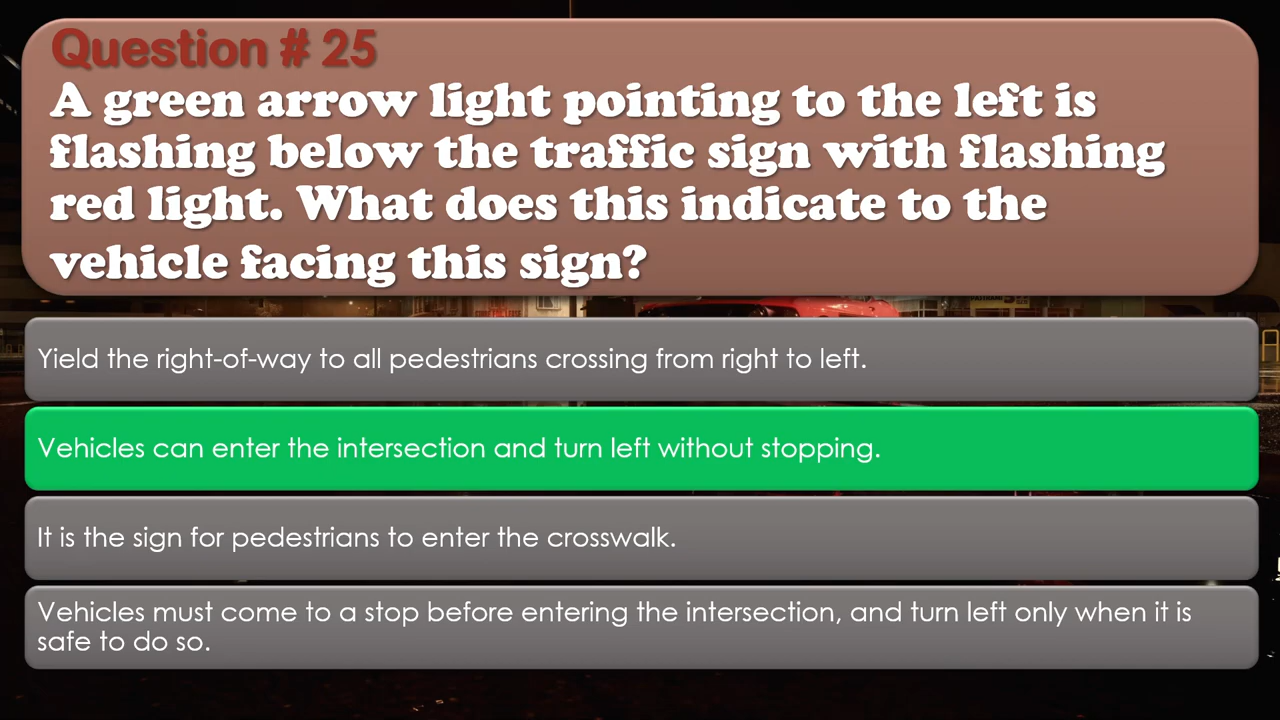 Question # 25
A green arrow light pointing to the left is
flashing below the traffic sign with flashing
red light. What does this indicate to the
vehicle facing this sign?
Yield the right-of-way to all pedestrians crossing from right to left.
Vehicles can enter the intersection and turn left without stopping.
It is the sign for pedestrians to enter the crosswalk.
Vehicles must come to a stop before entering the intersection, and turn left only when it is
safe to do so.